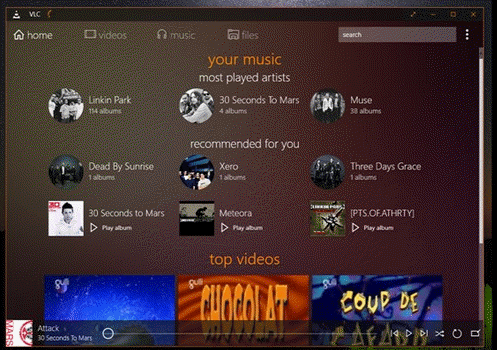 VLC
home videos music files search
your music
most played artists
Linkin Park
114 albums
30 Seconds To Mars
4 albums
Muse
38 albums
recommended for you
Dead By Sunrise
1 albums
Xero
1 albums
Three Days Grace
1 albums
30 Seconds to Mars
Play album
Meteora
Play album
[PTS.OF.ATHRTY]
Play album
top videos
gulli
CHOCOLAT
gulli
COUP DE
MARS
Attack
30 Seconds To Mars